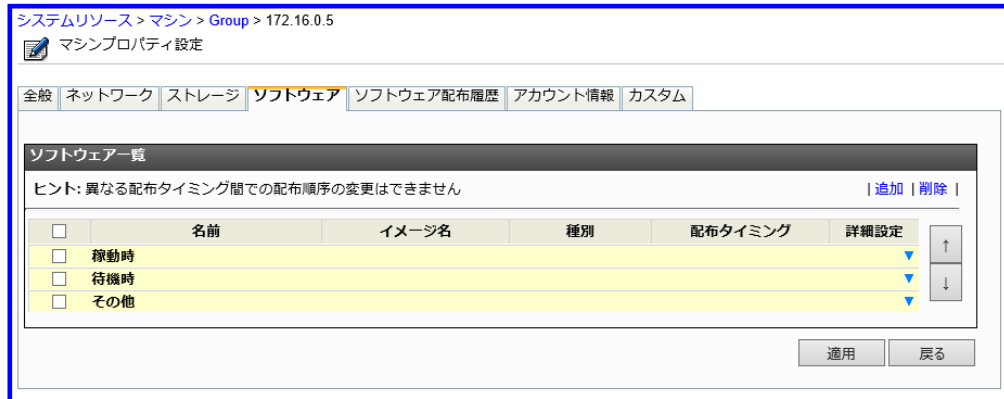 システムリソース > マシン > Group > 172.16.0.5
マシンプロパティ設定
全般 ネットワーク ストレージ ソフトウェア ソフトウェア配布履歴 アカウント情報 カスタム
ソフトウェア一覧
ヒント: 異なる配布タイミング間での配布順序の変更はできません | 追加 | 削除 |
名前 イメージ名 種別 配布タイミング 詳細設定
稼動時 ▼
待機時 ▼
その他 ▼
↑
↓
適用 戻る